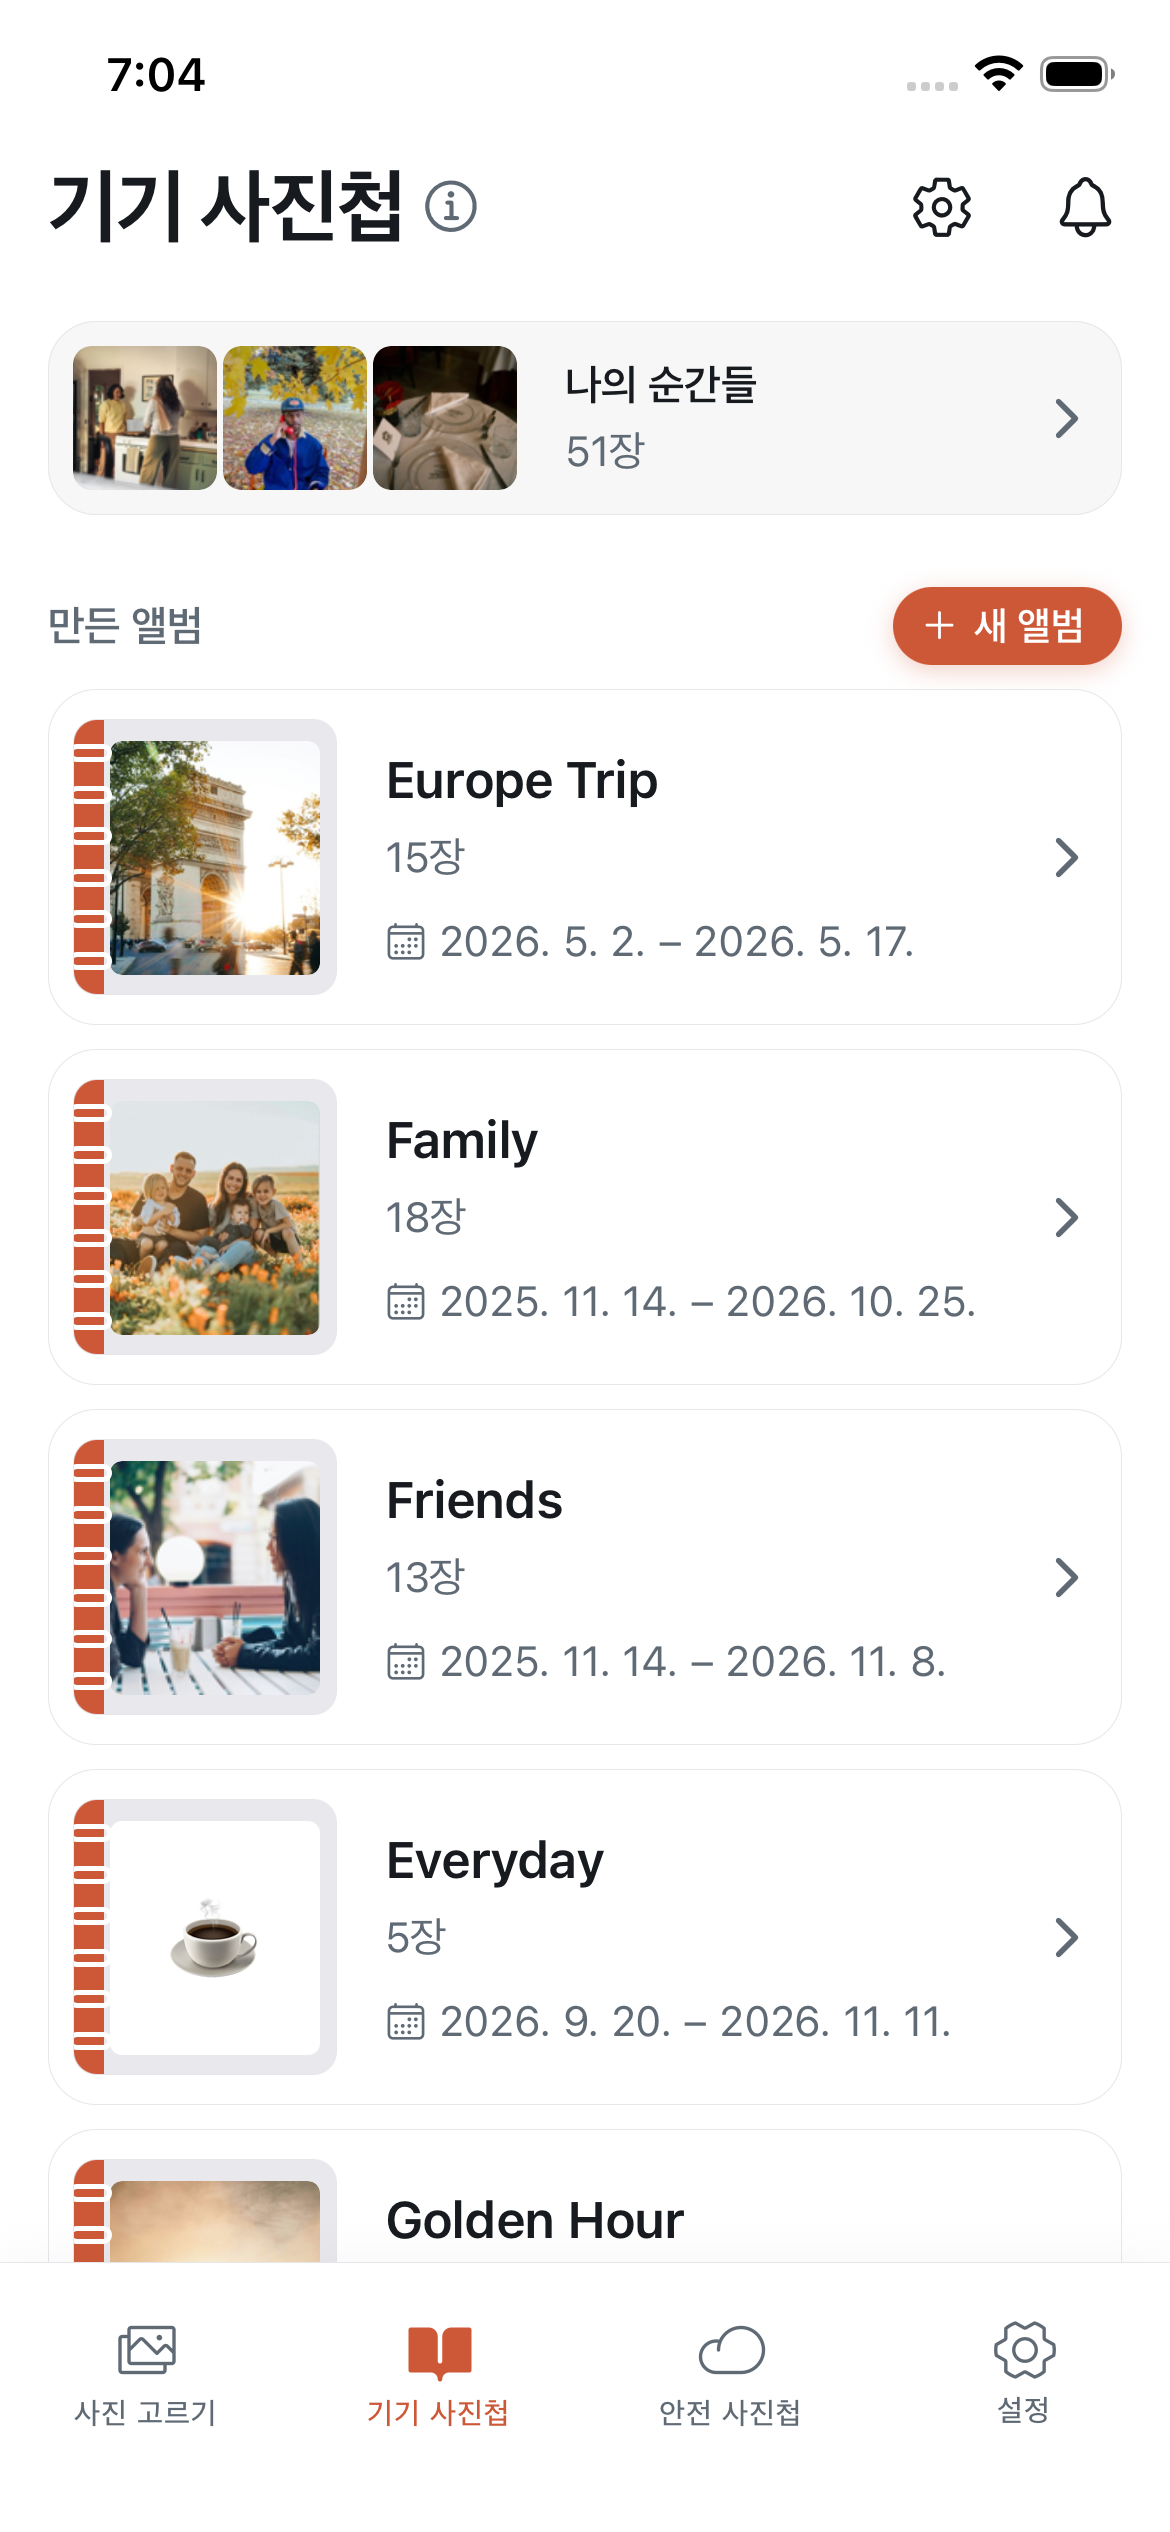 7:04
기기 사진첩
나의 순간들
51장
만든 앨범
+ 새 앨범
Europe Trip
15장
2026. 5. 2. – 2026. 5. 17.
Family
18장
2025. 11. 14. – 2026. 10. 25.
Friends
13장
2025. 11. 14. – 2026. 11. 8.
Everyday
5장
2026. 9. 20. – 2026. 11. 11.
Golden Hour
사진 고르기
기기 사진첩
안전 사진첩
설정